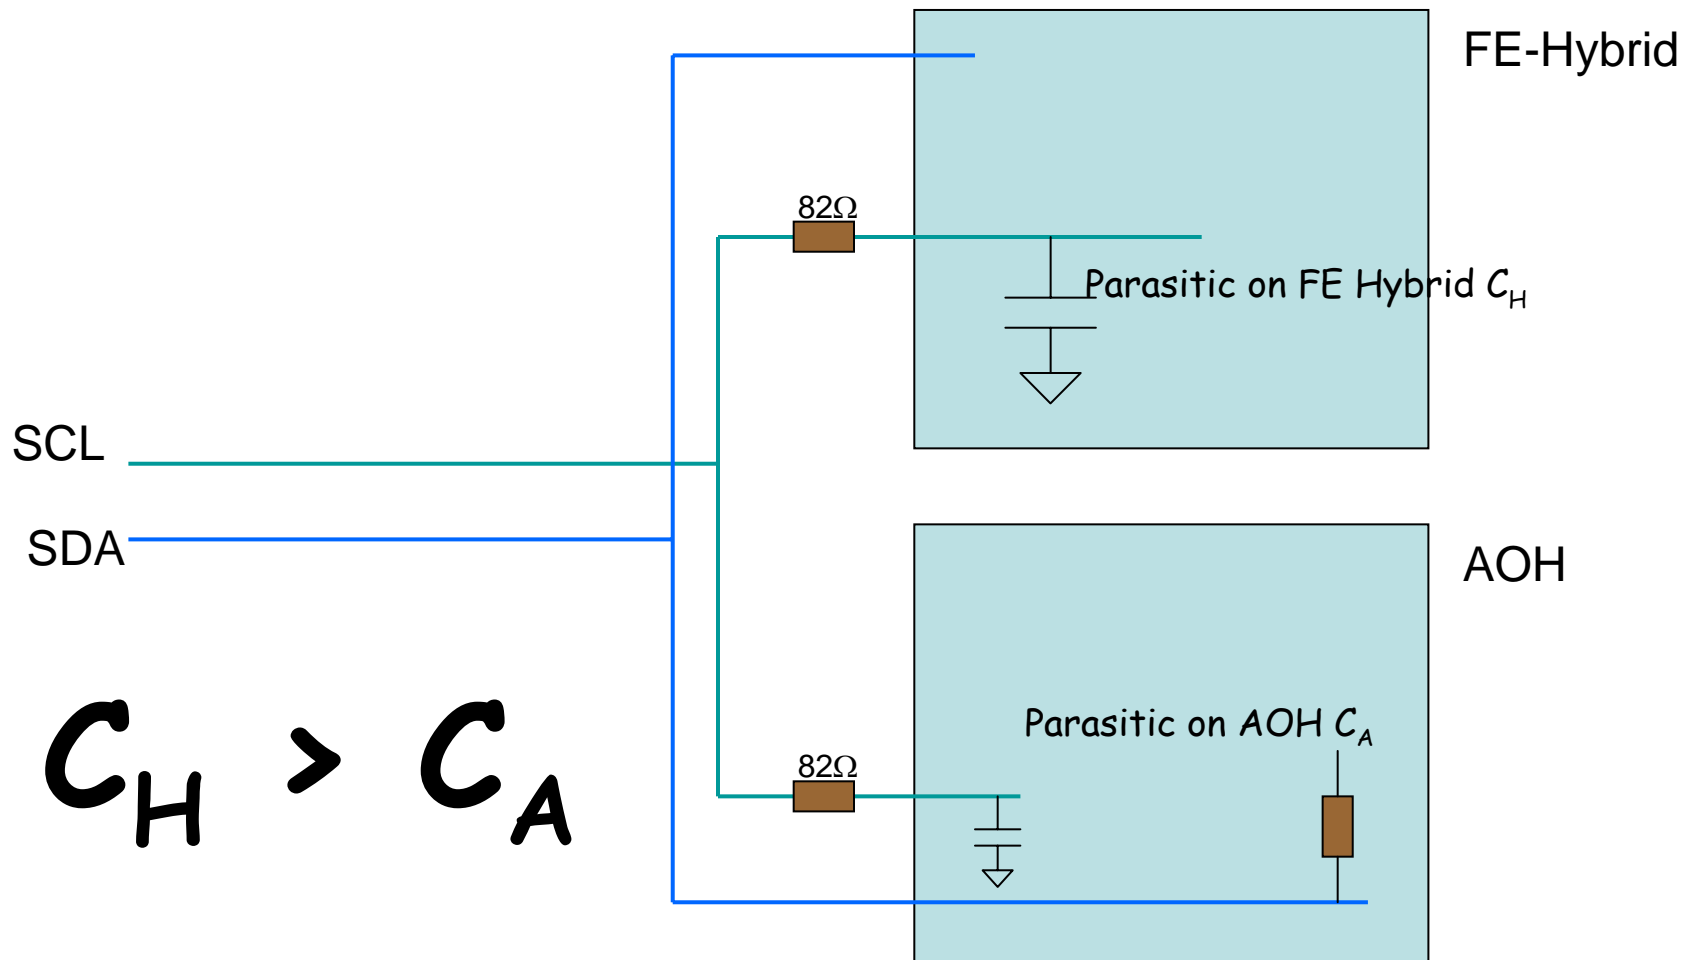 FE-Hybrid
82Ω
Parasitic on FE Hybrid C_H
SCL
SDA
AOH
C_H > C_A
Parasitic on AOH C_A
82Ω